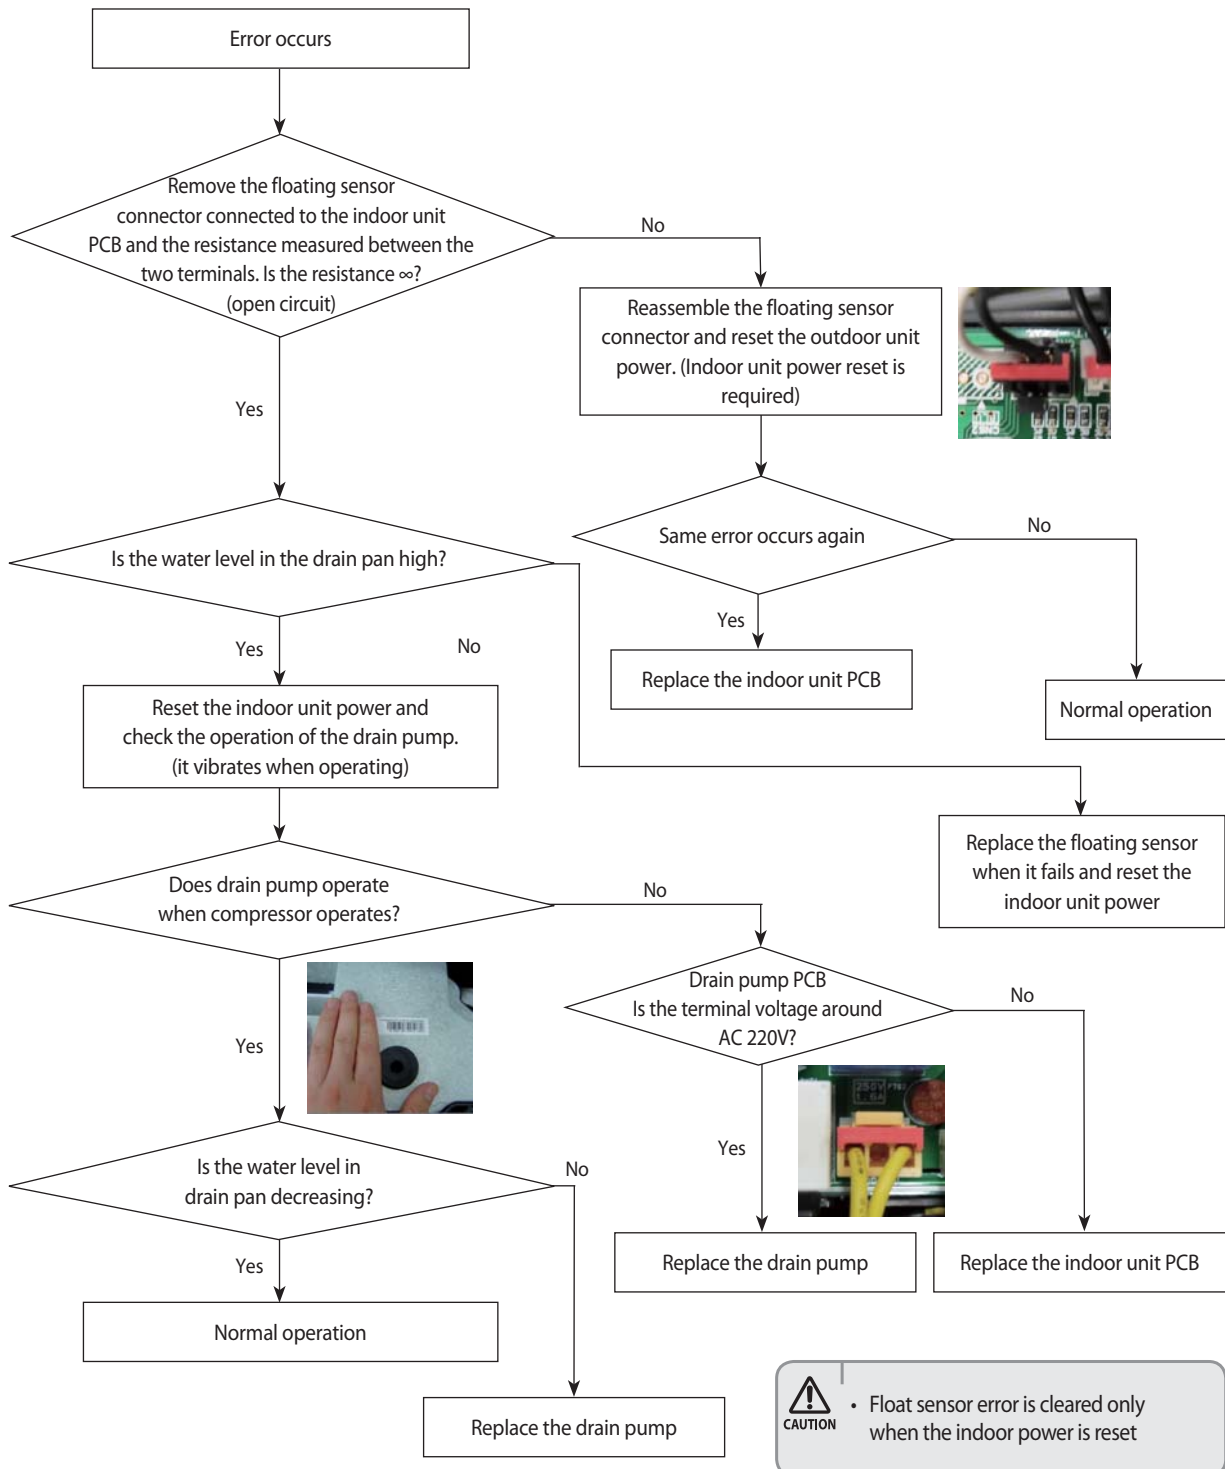 Error occurs
Remove the floating sensor
connector connected to the indoor unit
PCB and the resistance measured between the
two terminals. Is the resistance ∞?
(open circuit)
No
Reassemble the floating sensor
connector and reset the outdoor unit
power. (Indoor unit power reset is
required)
Yes
Same error occurs again
No
Is the water level in the drain pan high?
Yes
Replace the indoor unit PCB
Normal operation
Yes
No
Reset the indoor unit power and
check the operation of the drain pump.
(it vibrates when operating)
Replace the floating sensor
when it fails and reset the
indoor unit power
Does drain pump operate
when compressor operates?
No
Drain pump PCB
Is the terminal voltage around
AC 220V?
No
Yes
250V
Yes
Is the water level in
drain pan decreasing?
No
Replace the drain pump
Replace the indoor unit PCB
Yes
Normal operation
Replace the drain pump
CAUTION
• Float sensor error is cleared only
when the indoor power is reset